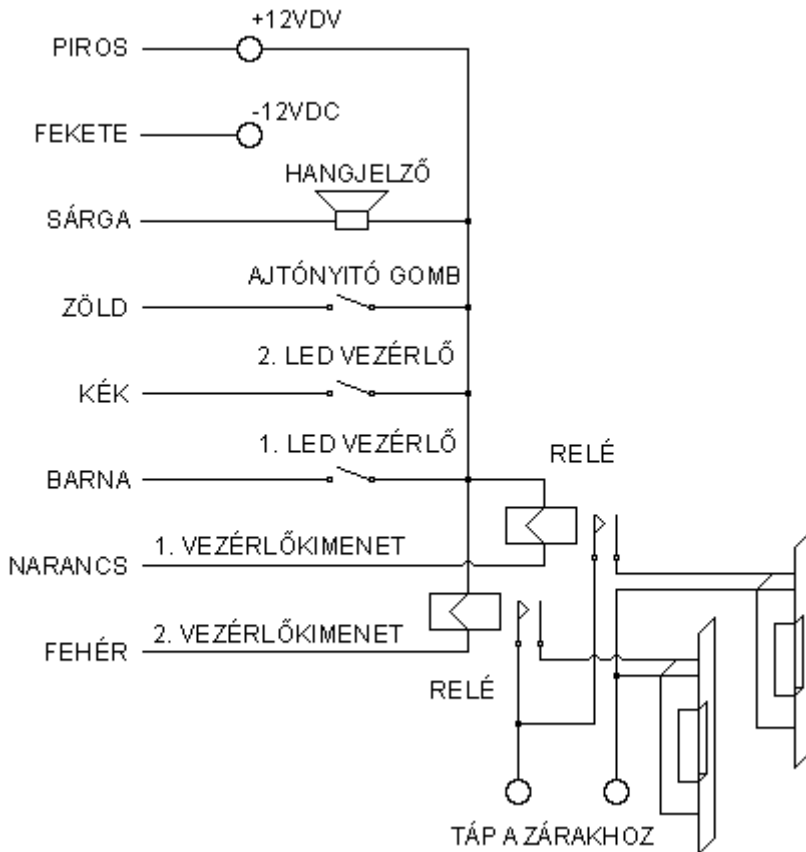 +12VDV
PIROS
-12VDC
FEKETE
HANGJELZŐ
SÁRGA
AJTÓNYITÓ GOMB
ZÖLD
2. LED VEZÉRLŐ
KÉK
1. LED VEZÉRLŐ
RELÉ
BARNA
1. VEZÉRLŐKIMENET
NARANCS
2. VEZÉRLŐKIMENET
FEHÉR
RELÉ
TÁP A ZÁRAKHOZ